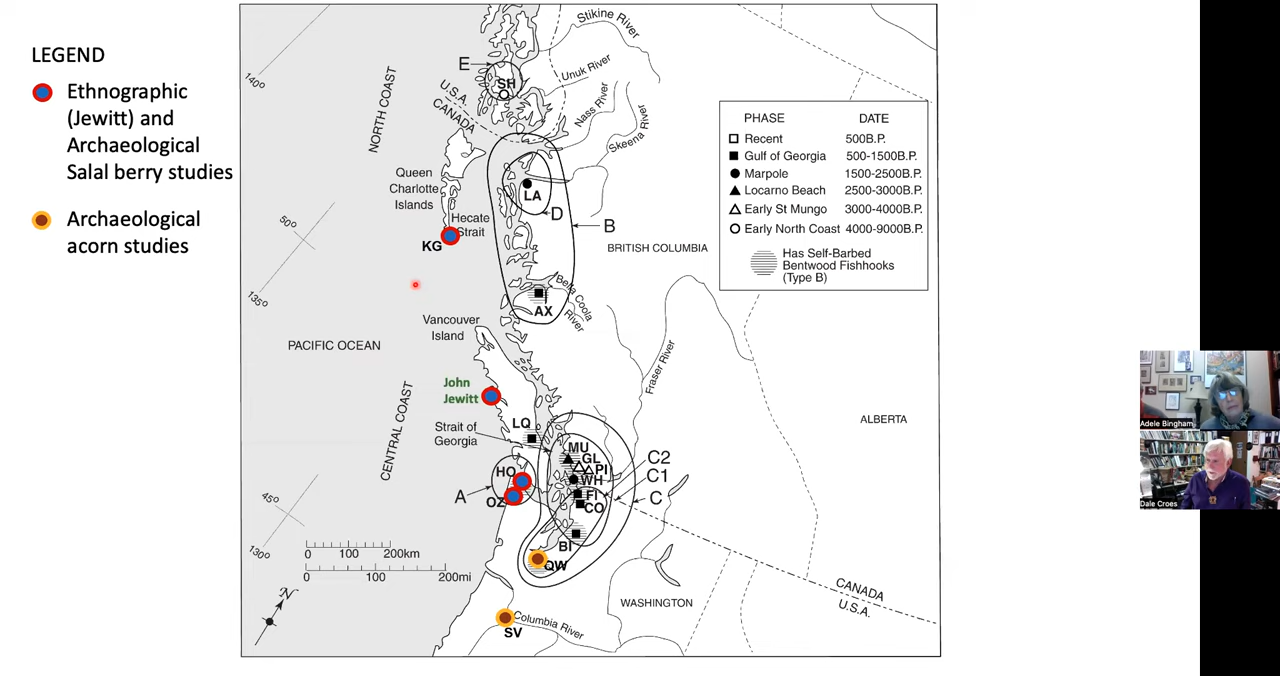 LEGEND
Ethnographic
(Jewitt) and
Archaeological
Salal berry studies
Archaeological
acorn studies
140º
50º
135º
45º
130º
NORTH COAST
CENTRAL COAST
PACIFIC OCEAN
E
SH
U.S.A.
CANADA
Stikine River
Unuk River
Nass River
Skeena River
Queen
Charlotte
Islands
Hecate
Strait
KG
LA
D
B
BRITISH COLUMBIA
Bella Coola
River
AX
Vancouver
Island
Fraser River
John
Jewitt
Strait of
Georgia
LQ
MU
GL
PI
WH
FI
CO
BI
HO
OZ
A
C2
C1
C
QW
SV
Columbia River
WASHINGTON
ALBERTA
CANADA
U.S.A.
0 100 200km
0 100 200mi
N
PHASE DATE
Recent 500B.P.
Gulf of Georgia 500-1500B.P.
Marpole 1500-2500B.P.
Locarno Beach 2500-3000B.P.
Early St Mungo 3000-4000B.P.
Early North Coast 4000-9000B.P.
Has Self-Barbed
Bentwood Fishhooks
(Type B)
Adele Bingham
Dale Croes